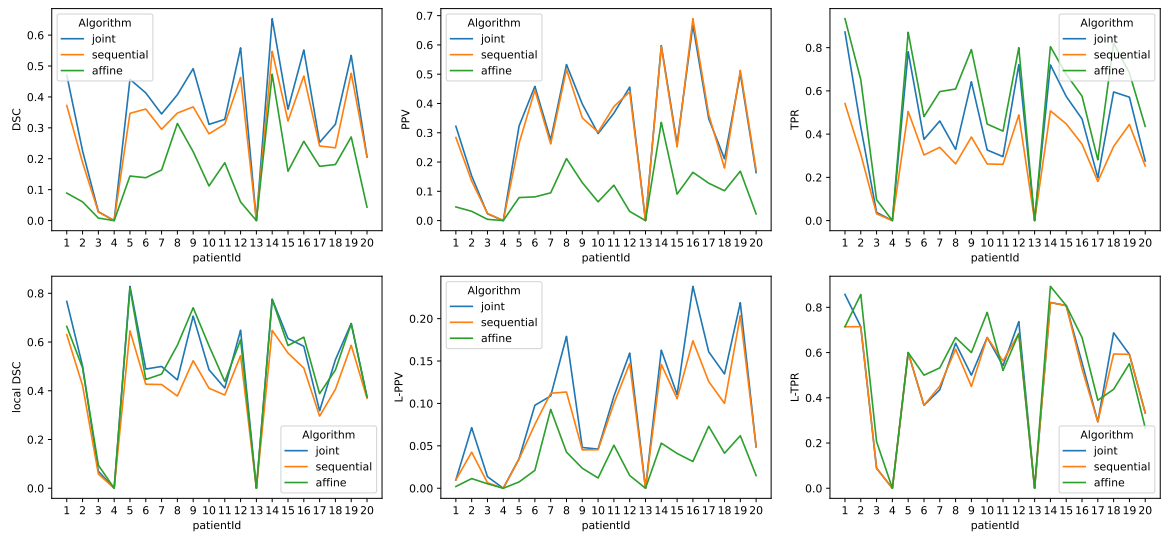 DSC
0.0
0.1
0.2
0.3
0.4
0.5
0.6
Algorithm
joint
sequential
affine
1 2 3 4 5 6 7 8 9 10 11 12 13 14 15 16 17 18 19 20
patientId
PPV
0.0
0.1
0.2
0.3
0.4
0.5
0.6
0.7
Algorithm
joint
sequential
affine
1 2 3 4 5 6 7 8 9 10 11 12 13 14 15 16 17 18 19 20
patientId
TPR
0.0
0.2
0.4
0.6
0.8
Algorithm
joint
sequential
affine
1 2 3 4 5 6 7 8 9 10 11 12 13 14 15 16 17 18 19 20
patientId
local DSC
0.0
0.2
0.4
0.6
0.8
Algorithm
joint
sequential
affine
1 2 3 4 5 6 7 8 9 10 11 12 13 14 15 16 17 18 19 20
patientId
L-PPV
0.00
0.05
0.10
0.15
0.20
Algorithm
joint
sequential
affine
1 2 3 4 5 6 7 8 9 10 11 12 13 14 15 16 17 18 19 20
patientId
L-TPR
0.0
0.2
0.4
0.6
0.8
Algorithm
joint
sequential
affine
1 2 3 4 5 6 7 8 9 10 11 12 13 14 15 16 17 18 19 20
patientId